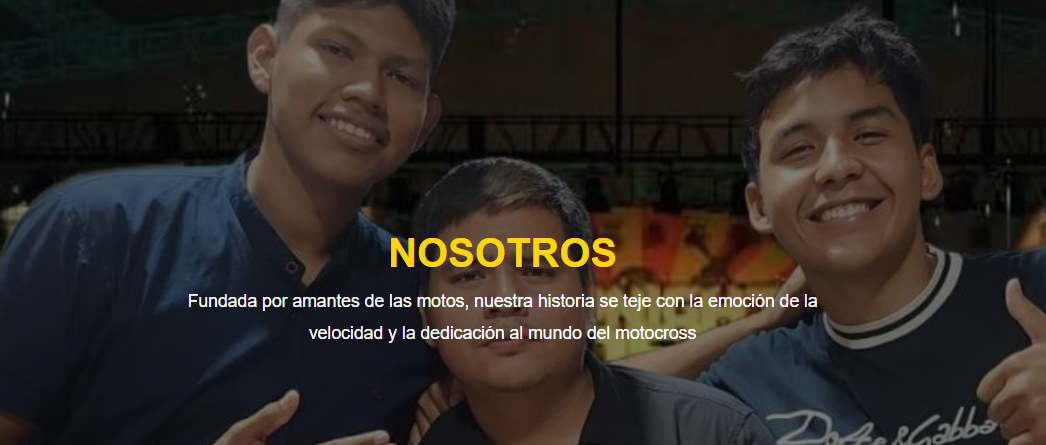 NOSOTROS
Fundada por amantes de las motos, nuestra historia se teje con la emoción de la
velocidad y la dedicación al mundo del motocross